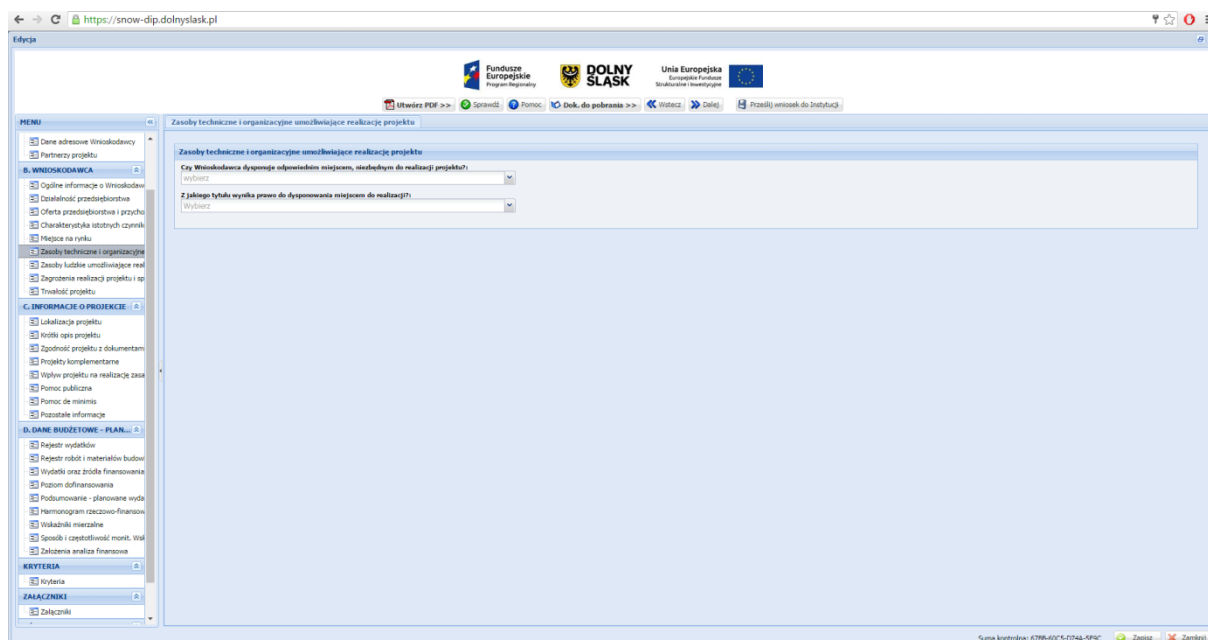 https://snow-dip.dolnyslask.pl
Edycja
Fundusze
Europejskie
Program Regionalny
DOLNY
ŚLĄSK
Unia Europejska
Europejskie Fundusze
Strukturalne i Inwestycyjne
Utwórz PDF >> Sprawdź Pomoc Dok. do pobrania >> Wstecz Dalej Prześlij wniosek do Instytucji
MENU
Dane adresowe Wnioskodawcy
Partnerzy projektu
B. WNIOSKODAWCA
Ogólne informacje o Wnioskodaw
Działalność przedsiębiorstwa
Oferta przedsiębiorstwa i przycho
Charakterystyka istotnych czynnik
Miejsce na rynku
Zasoby techniczne i organizacyjne
Zasoby ludzkie umożliwiające real
Zagrożenia realizacji projektu i sp
Trwałość projektu
C. INFORMACJE O PROJEKCIE
Lokalizacja projektu
Krótki opis projektu
Zgodność projektu z dokumentam
Projekty komplementarne
Wpływ projektu na realizację zasa
Pomoc publiczna
Pomoc de minimis
Pozostałe informacje
D. DANE BUDŻETOWE - PLAN...
Rejestr wydatków
Rejestr robót i materiałów budow
Wydatki oraz źródła finansowania
Poziom dofinansowania
Podsumowanie - planowane wyda
Harmonogram rzeczowo-finansow
Wskaźniki mierzalne
Sposób i częstotliwość monit. Wsk
Założenia analiza finansowa
KRYTERIA
Kryteria
ZAŁĄCZNIKI
Załączniki
Zasoby techniczne i organizacyjne umożliwiające realizację projektu
Zasoby techniczne i organizacyjne umożliwiające realizację projektu
Czy Wnioskodawca dysponuje odpowiednim miejscem, niezbędnym do realizacji projektu?:
wybierz
Z jakiego tytułu wynika prawo do dysponowania miejscem do realizacji?:
Wybierz
Suma kontrolna: 67BB-60C5-D74A-5E9C Zapisz Zamknij